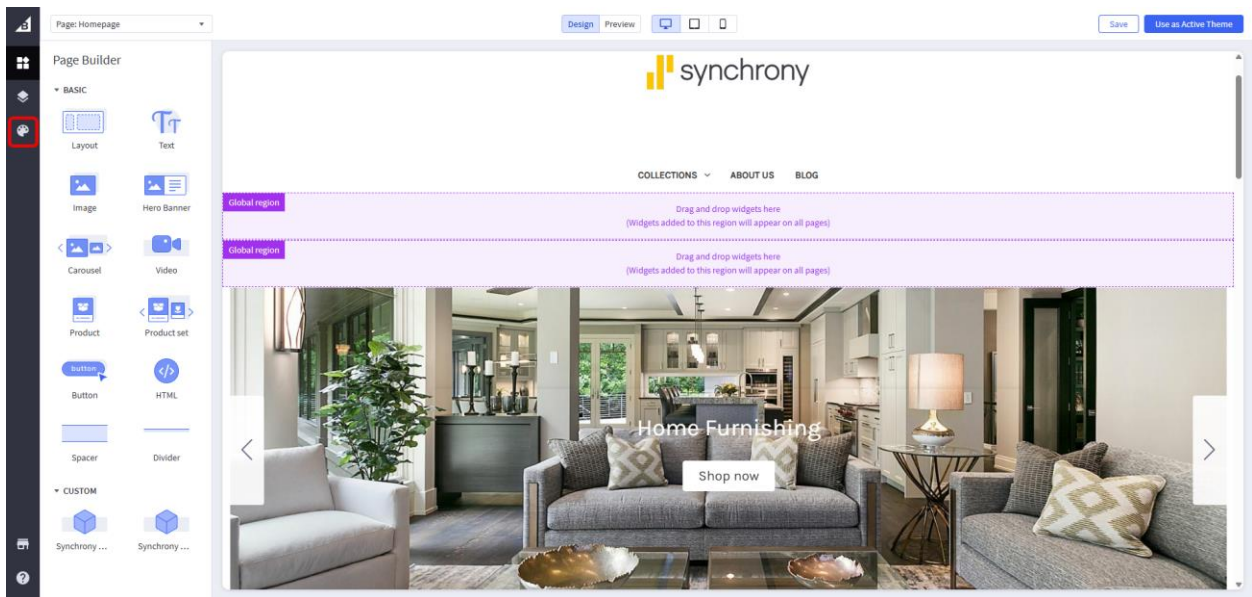 Page: Homepage
Design Preview
Save Use as Active Theme
B
Page Builder
BASIC
Layout
Text
Image
Hero Banner
Carousel
Video
Product
Product set
button
Button
HTML
Spacer
Divider
CUSTOM
Synchrony ...
Synchrony ...
synchrony
COLLECTIONS ABOUT US BLOG
Global region
Drag and drop widgets here
(Widgets added to this region will appear on all pages)
Global region
Drag and drop widgets here
(Widgets added to this region will appear on all pages)
Home Furnishing
Shop now